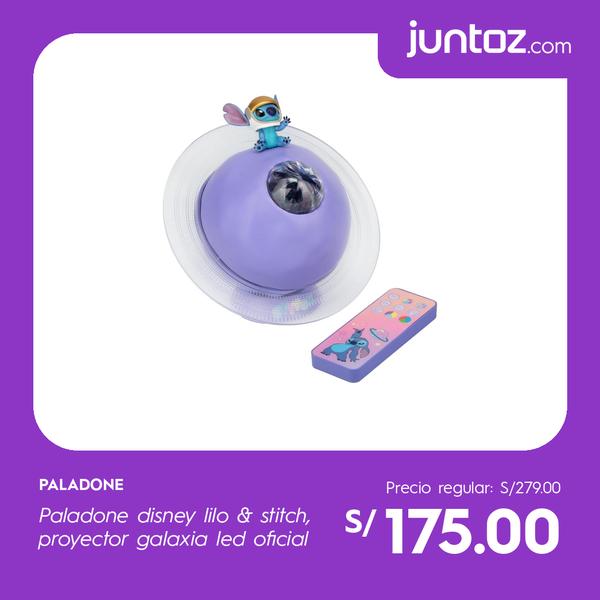 juntoz.com
PALADONE
Paladone disney lilo & stitch,
proyector galaxia led oficial
Precio regular: S/279.00
S/175.00